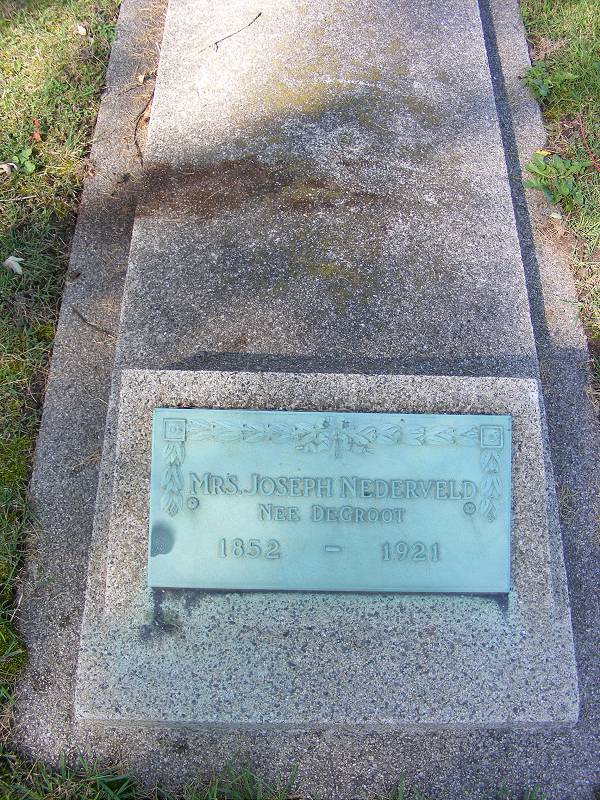 MRS. JOSEPH NEDERVELD
NEE DEGROOT
1852 – 1921